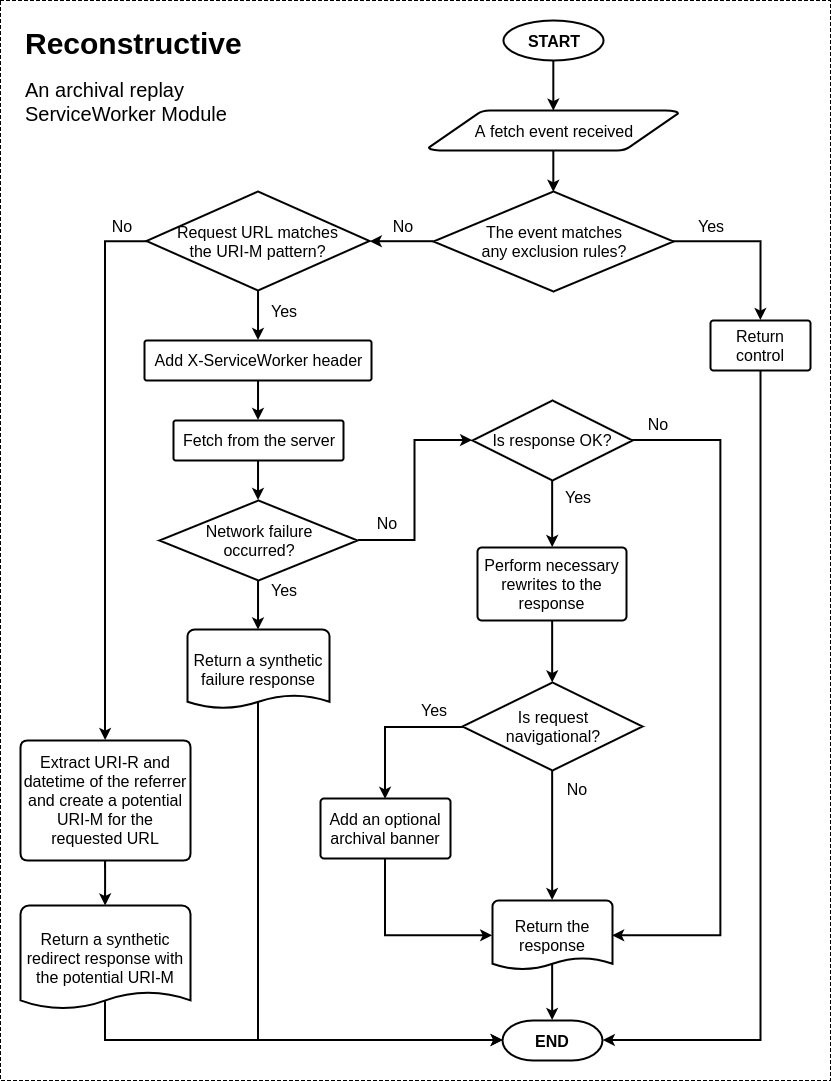 Reconstructive
An archival replay
ServiceWorker Module
START
A fetch event received
The event matches
any exclusion rules?
No
Yes
Request URL matches
the URI-M pattern?
No
Yes
Return
control
Add X-ServiceWorker header
Fetch from the server
Network failure
occurred?
No
Yes
Is response OK?
No
Yes
Perform necessary
rewrites to the
response
Return a synthetic
failure response
Is request
navigational?
Yes
No
Extract URI-R and
datetime of the referrer
and create a potential
URI-M for the
requested URL
Add an optional
archival banner
Return a synthetic
redirect response with
the potential URI-M
Return the
response
END